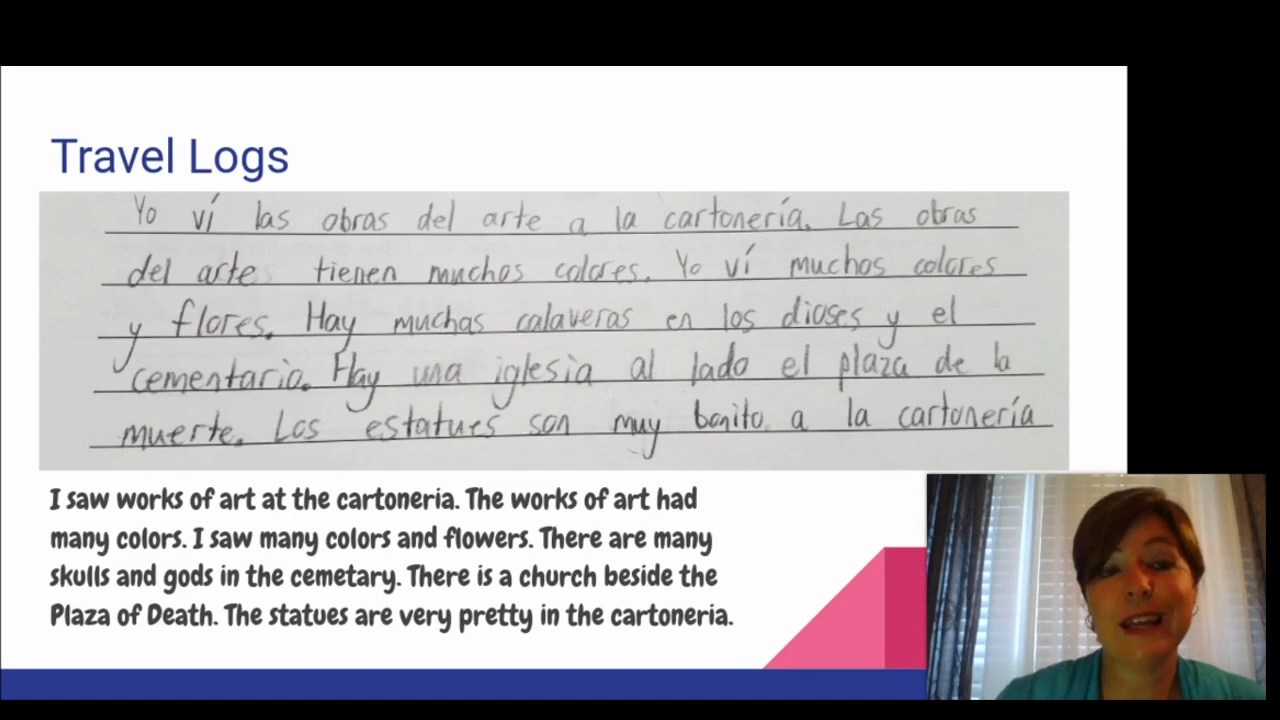 Travel Logs
Yo ví las obras del arte a la cartonería. Las obras
del arte tienen muchos colores. Yo ví muchos colores
y flores. Hay muchas calaveras en los dioses y el
cementario. Hay una iglesia al lado el plaza de la
muerte. Los estatues son muy bonito a la cartonería
I saw works of art at the cartoneria. The works of art had
many colors. I saw many colors and flowers. There are many
skulls and gods in the cemetary. There is a church beside the
Plaza of Death. The statues are very pretty in the cartoneria.